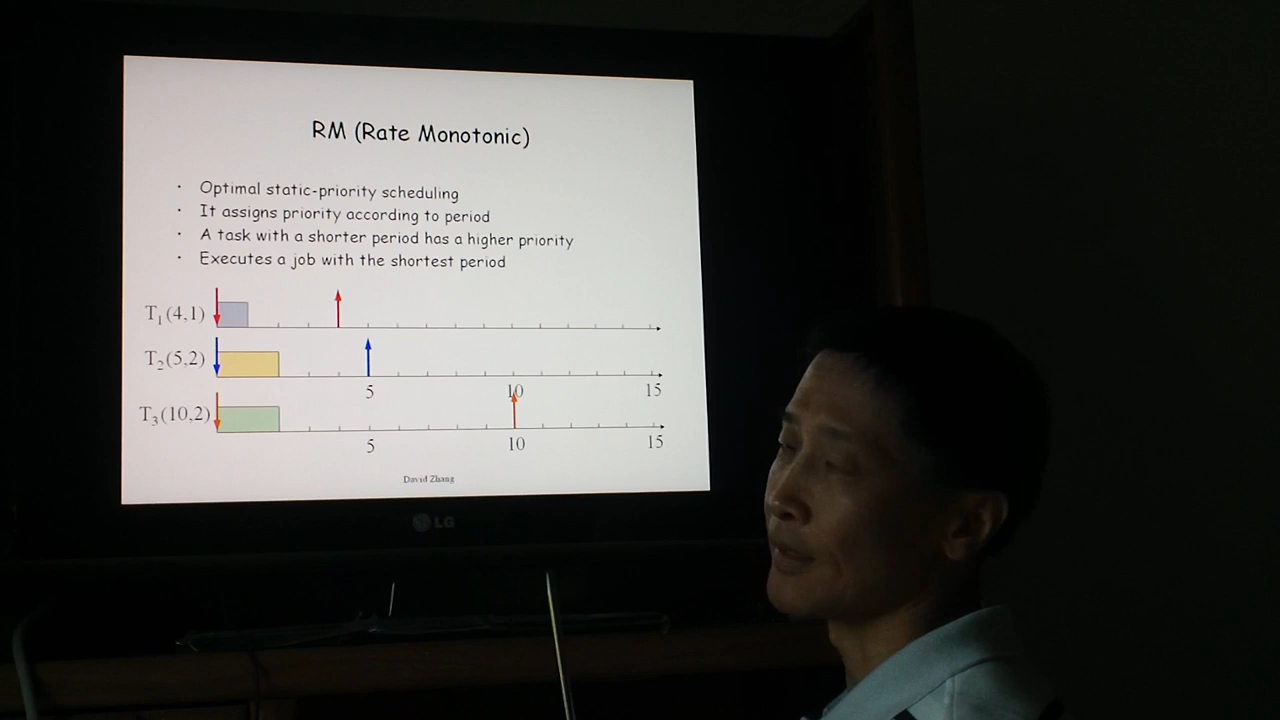 RM (Rate Monotonic)
· Optimal static-priority scheduling
· It assigns priority according to period
· A task with a shorter period has a higher priority
· Executes a job with the shortest period
T1(4,1)
T2(5,2)
5 10 15
T3(10,2)
5 10 15
David Zhang
LG